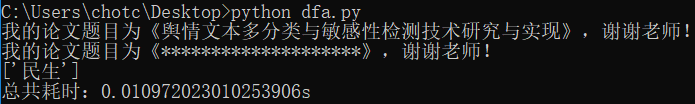 C:\Users\chotc\Desktop>python dfa.py
我的论文题目为《舆情文本多分类与敏感性检测技术研究与实现》，谢谢老师！
我的论文题目为《********************》，谢谢老师！
['民生']
总共耗时：0.010972023010253906s